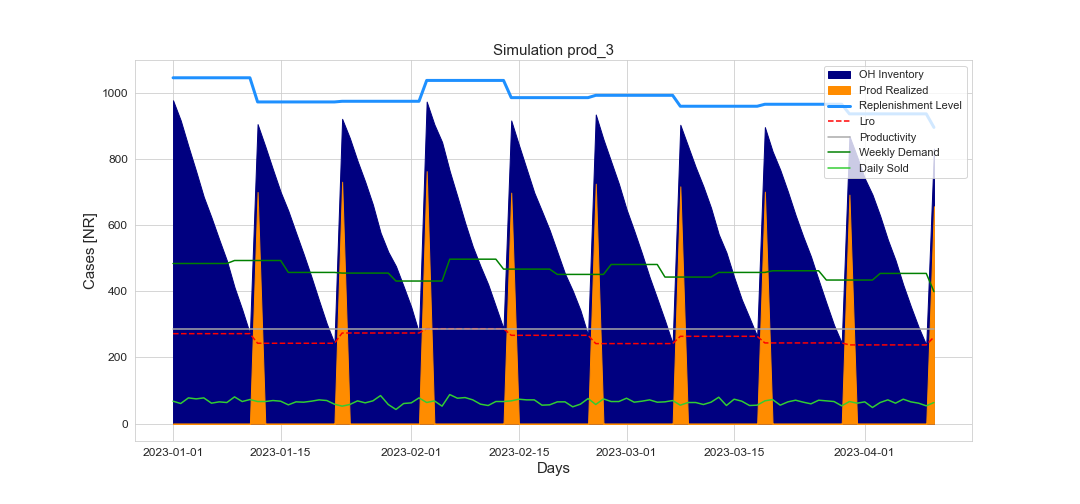 Simulation prod_3
OH Inventory
Prod Realized
Replenishment Level
Lro
Productivity
Weekly Demand
Daily Sold
Cases [NR]
1000
800
600
400
200
0
2023-01-01
2023-01-15
2023-02-01
2023-02-15
2023-03-01
2023-03-15
2023-04-01
Days